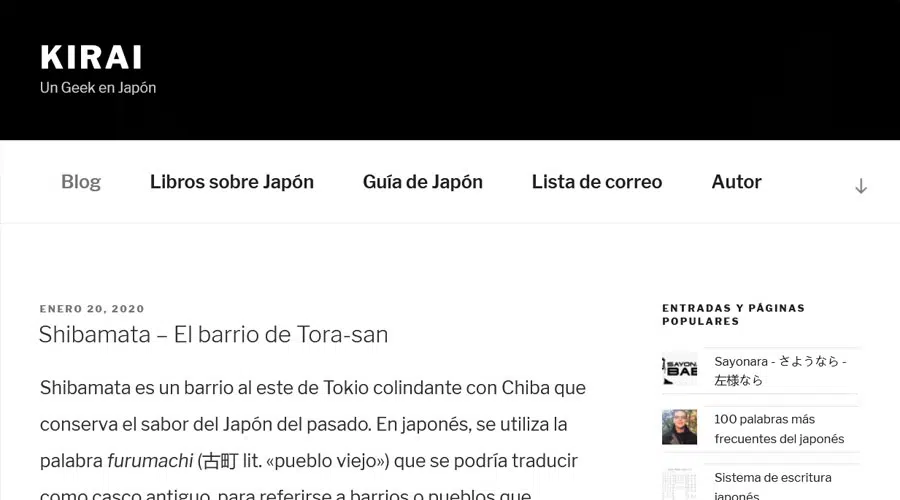 KIRAI
Un Geek en Japón
Blog
Libros sobre Japón
Guía de Japón
Lista de correo
Autor
ENERO 20, 2020
Shibamata – El barrio de Tora-san
Shibamata es un barrio al este de Tokio colindante con Chiba que
conserva el sabor del Japón del pasado. En japonés, se utiliza la
palabra furumachi (古町 lit. «pueblo viejo») que se podría traducir
como casco antiguo, para referirse a barrios o pueblos que
ENTRADAS Y PÁGINAS
POPULARES
Sayonara - さようなら -
左様なら
100 palabras más
frecuentes del japonés
Sistema de escritura
japonés